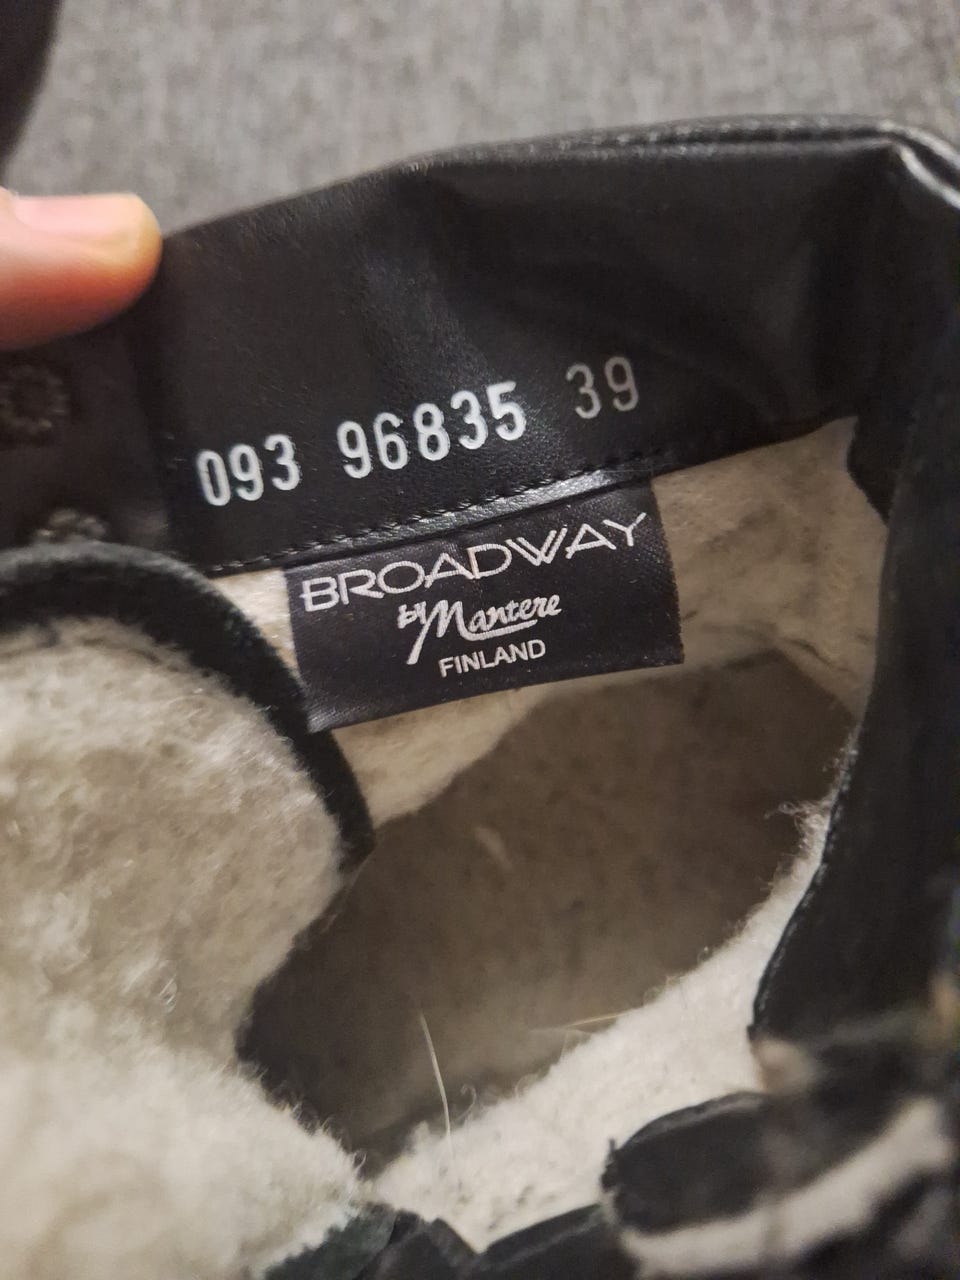 093 96835 39
BROADWAY
by Mantere
FINLAND